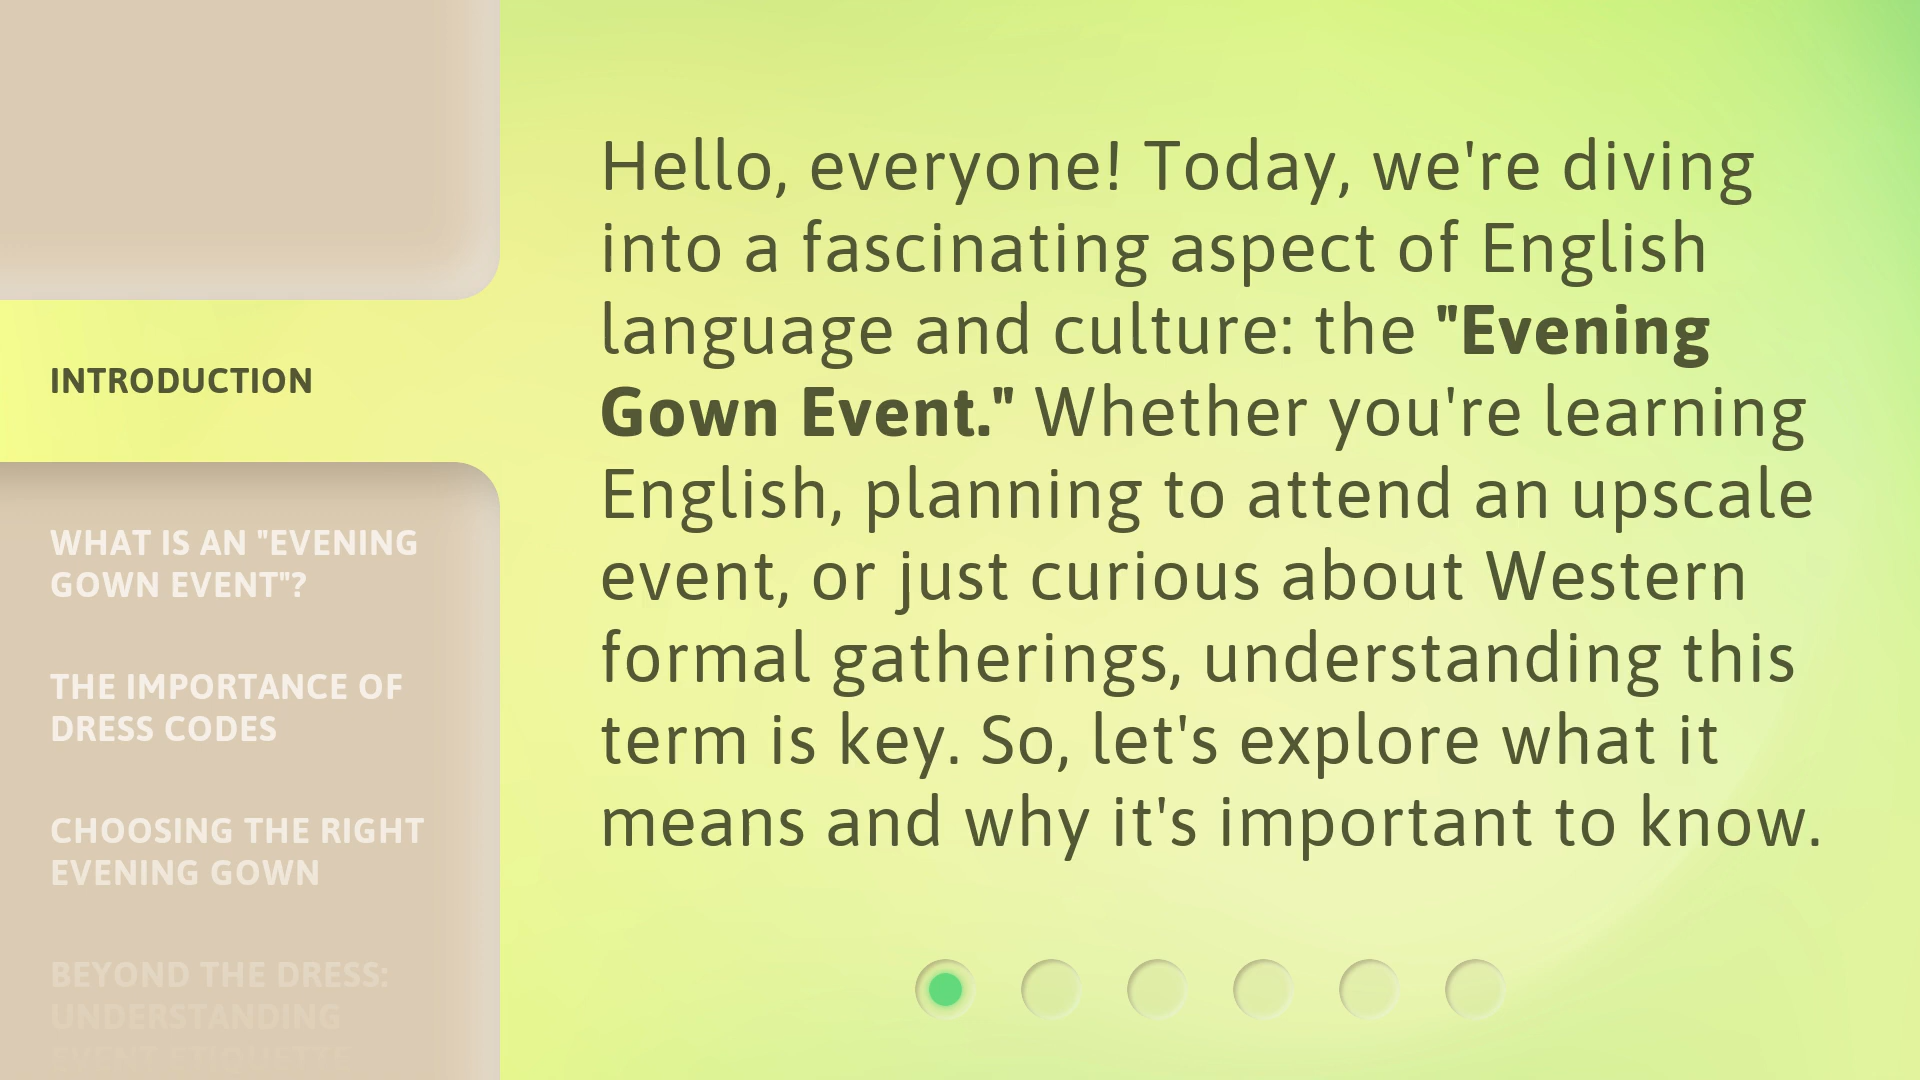 INTRODUCTION
WHAT IS AN "EVENING
GOWN EVENT"?
THE IMPORTANCE OF
DRESS CODES
CHOOSING THE RIGHT
EVENING GOWN
BEYOND THE DRESS:
UNDERSTANDING
EVENT ETIQUETTE
Hello, everyone! Today, we're diving
into a fascinating aspect of English
language and culture: the "Evening
Gown Event." Whether you're learning
English, planning to attend an upscale
event, or just curious about Western
formal gatherings, understanding this
term is key. So, let's explore what it
means and why it's important to know.